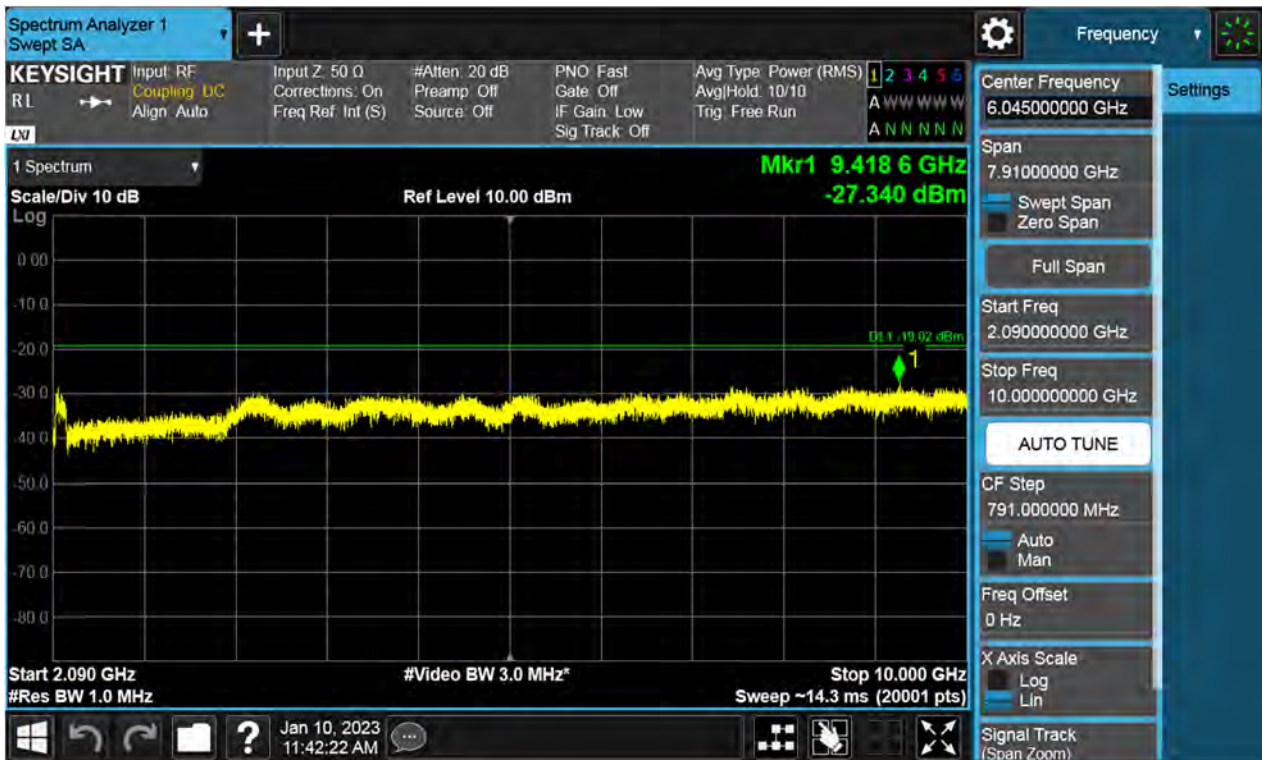 Spectrum Analyzer 1
Swept SA
+
Frequency
KEYSIGHT
RL
LXI
Input: RF
Coupling: DC
Align: Auto
Input Z: 50 Ω
Corrections: On
Freq Ref: Int (S)
#Atten: 20 dB
Preamp: Off
Source: Off
PNO: Fast
Gate: Off
IF Gain: Low
Sig Track: Off
Avg Type: Power (RMS)
Avg|Hold: 10/10
Trig: Free Run
1 2 3 4 5 6
A W W W W W
A N N N N N
1 Spectrum
Scale/Div 10 dB
Ref Level 10.00 dBm
Mkr1 9.418 6 GHz
-27.340 dBm
Log
0.00
-10.0
-20.0
-30.0
-40.0
-50.0
-60.0
-70.0
-80.0
DL1 -19.02 dBm
1
Start 2.090 GHz
#Video BW 3.0 MHz*
Stop 10.000 GHz
#Res BW 1.0 MHz
Sweep ~14.3 ms (20001 pts)
?
Jan 10, 2023
11:42:22 AM
Center Frequency
6.045000000 GHz
Settings
Span
7.91000000 GHz
Swept Span
Zero Span
Full Span
Start Freq
2.090000000 GHz
Stop Freq
10.000000000 GHz
AUTO TUNE
CF Step
791.000000 MHz
Auto
Man
Freq Offset
0 Hz
X Axis Scale
Log
Lin
Signal Track
(Span Zoom)